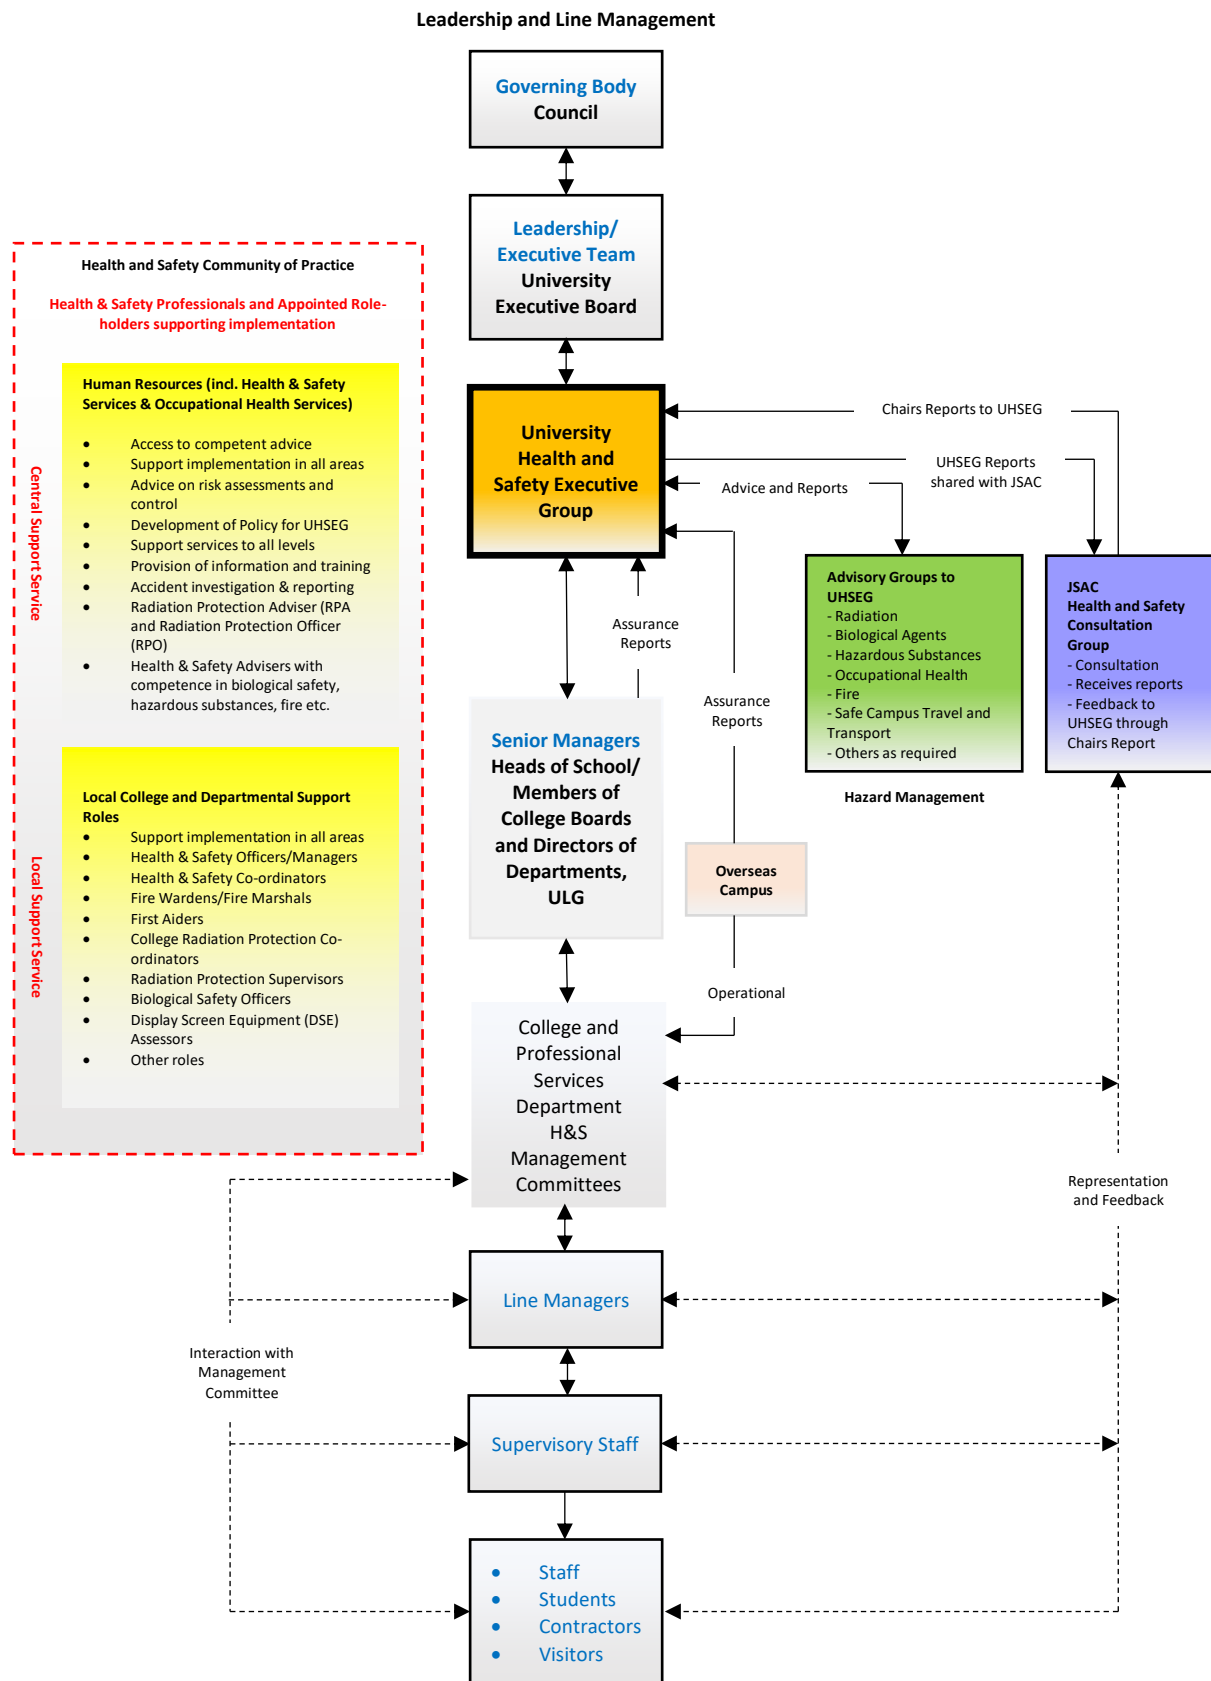 Leadership and Line Management
Governing Body
Council
Leadership/
Executive Team
University
Executive Board
Health and Safety Community of Practice
Health & Safety Professionals and Appointed Role-
holders supporting implementation
Central Support Service
Human Resources (incl. Health & Safety
Services & Occupational Health Services)
• Access to competent advice
• Support implementation in all areas
• Advice on risk assessments and
control
• Development of Policy for UHSEG
• Support services to all levels
• Provision of information and training
• Accident investigation & reporting
• Radiation Protection Adviser (RPA
and Radiation Protection Officer
(RPO)
• Health & Safety Advisers with
competence in biological safety,
hazardous substances, fire etc.
Local Support Service
Local College and Departmental Support
Roles
• Support implementation in all areas
• Health & Safety Officers/Managers
• Health & Safety Co-ordinators
• Fire Wardens/Fire Marshals
• First Aiders
• College Radiation Protection Co-
ordinators
• Radiation Protection Supervisors
• Biological Safety Officers
• Display Screen Equipment (DSE)
Assessors
• Other roles
University
Health and
Safety Executive
Group
Chairs Reports to UHSEG
UHSEG Reports
shared with JSAC
Advice and Reports
Assurance
Reports
Assurance
Reports
Advisory Groups to
UHSEG
- Radiation
- Biological Agents
- Hazardous Substances
- Occupational Health
- Fire
- Safe Campus Travel and
Transport
- Others as required
Hazard Management
JSAC
Health and Safety
Consultation
Group
- Consultation
- Receives reports
- Feedback to
UHSEG through
Chairs Report
Senior Managers
Heads of School/
Members of
College Boards
and Directors of
Departments,
ULG
Overseas
Campus
Operational
College and
Professional
Services
Department
H&S
Management
Committees
Representation
and Feedback
Line Managers
Interaction with
Management
Committee
Supervisory Staff
• Staff
• Students
• Contractors
• Visitors